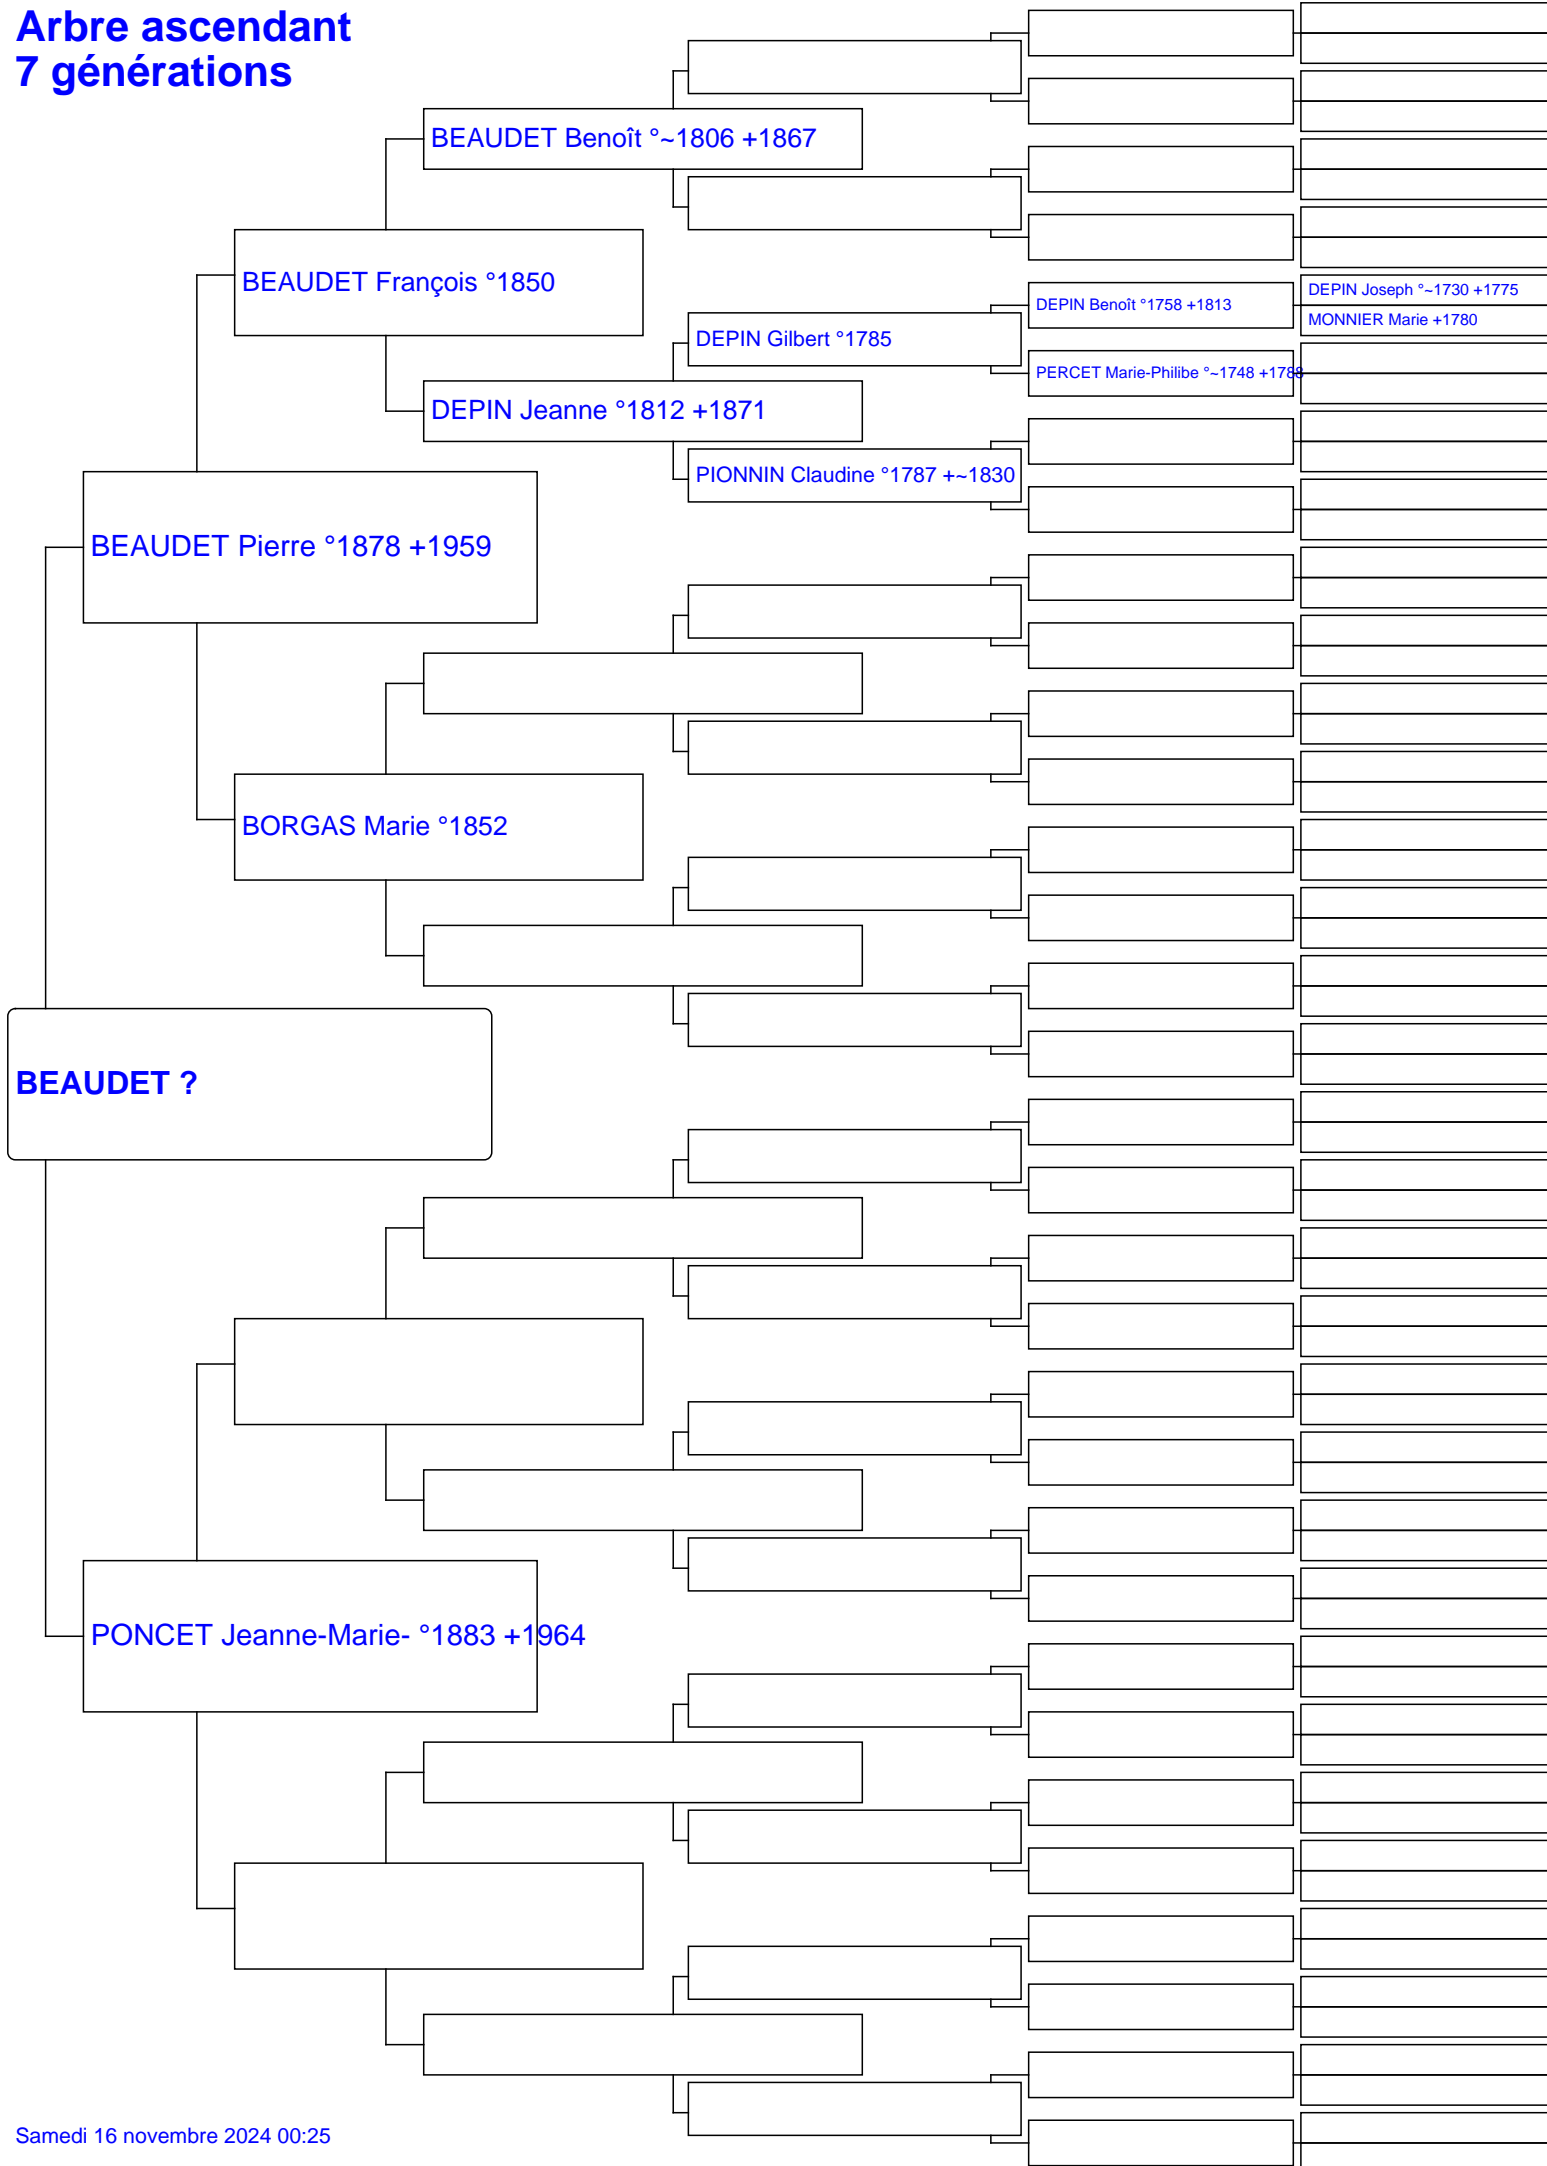 Arbre ascendant
7 générations
BEAUDET Benoît °~1806 +1867
BEAUDET François °1850
DEPIN Joseph °~1730 +1775
DEPIN Benoît °1758 +1813
MONNIER Marie +1780
DEPIN Gilbert °1785
PERCET Marie-Philibe °~1748 +1788
DEPIN Jeanne °1812 +1871
PIONNIN Claudine °1787 +~1830
BEAUDET Pierre °1878 +1959
BORGAS Marie °1852
BEAUDET ?
PONCET Jeanne-Marie- °1883 +1964
Samedi 16 novembre 2024 00:25